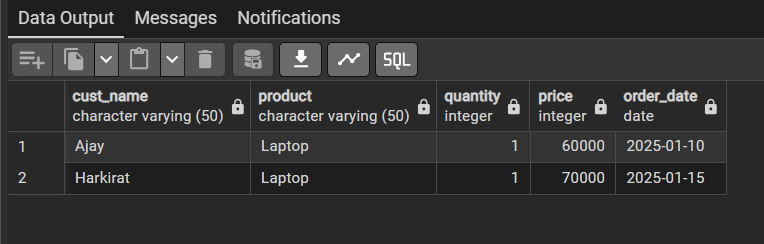 Data Output Messages Notifications
SQL
cust_name product quantity price order_date
character varying (50) character varying (50) integer integer date
1 Ajay Laptop 1 60000 2025-01-10
2 Harkirat Laptop 1 70000 2025-01-15